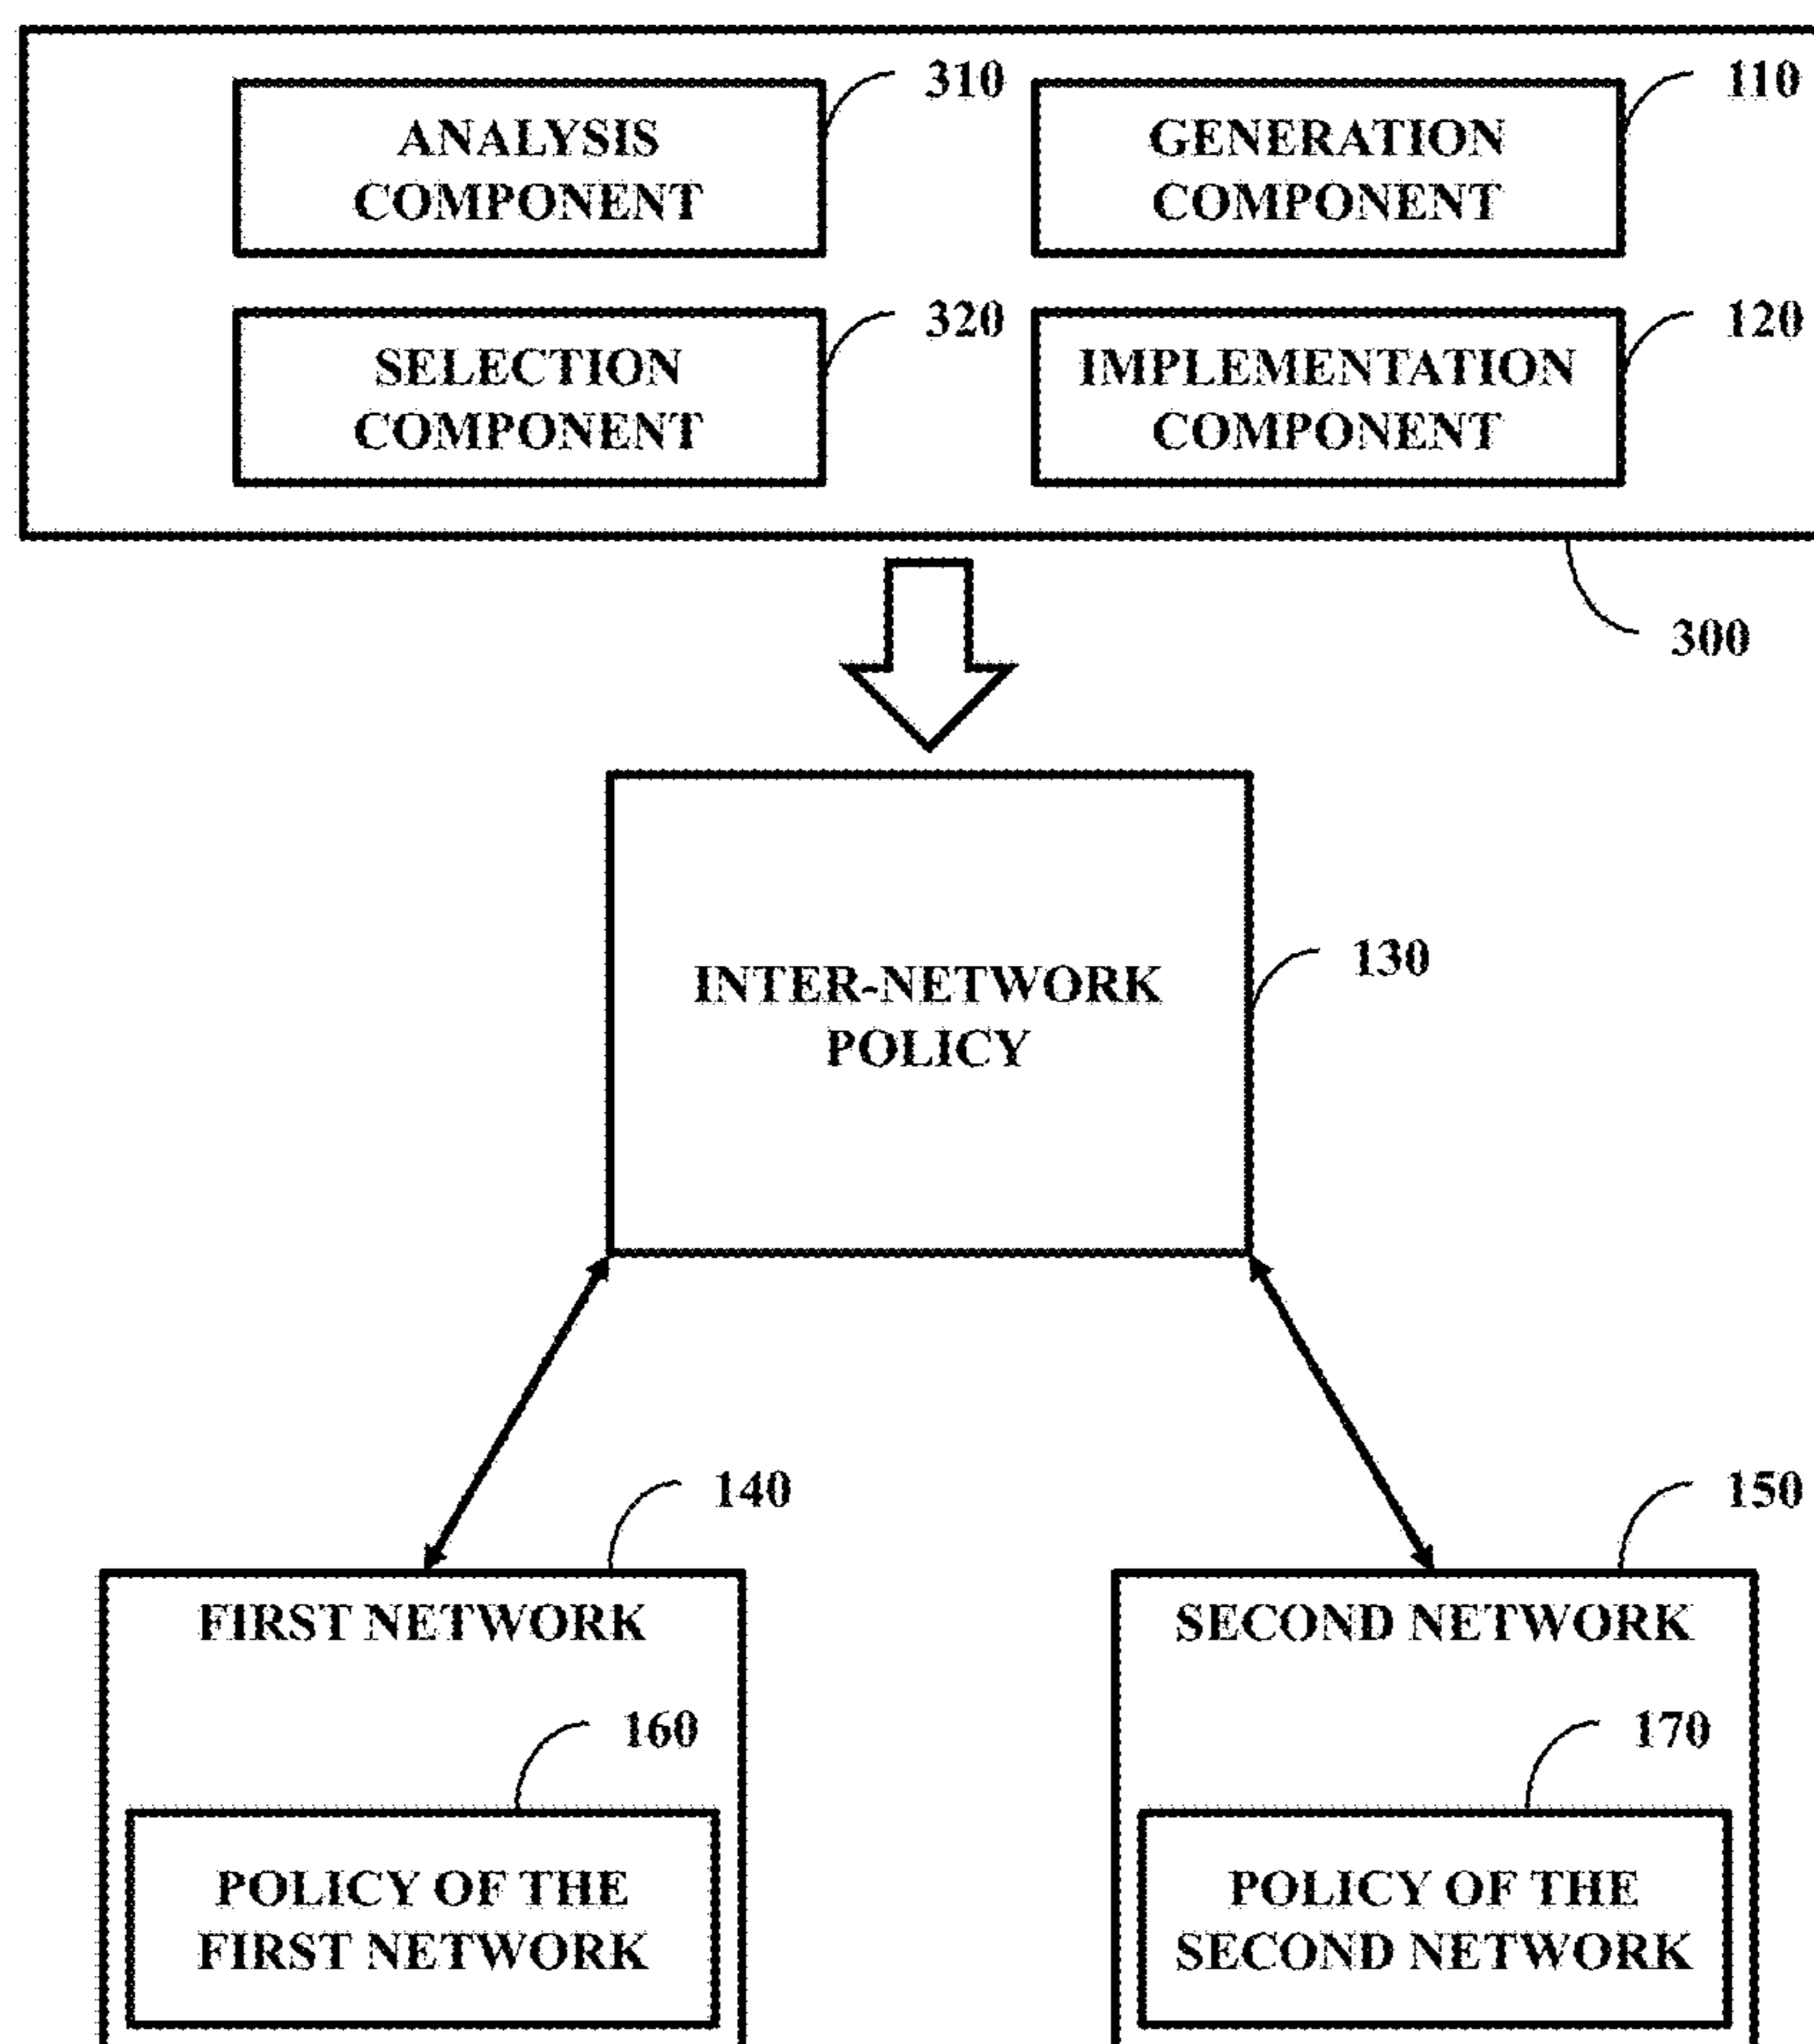 310
110
ANALYSIS
COMPONENT
GENERATION
COMPONENT
320
120
SELECTION
COMPONENT
IMPLEMENTATION
COMPONENT
300
130
INTER-NETWORK
POLICY
140
150
FIRST NETWORK
SECOND NETWORK
160
170
POLICY OF THE
FIRST NETWORK
POLICY OF THE
SECOND NETWORK